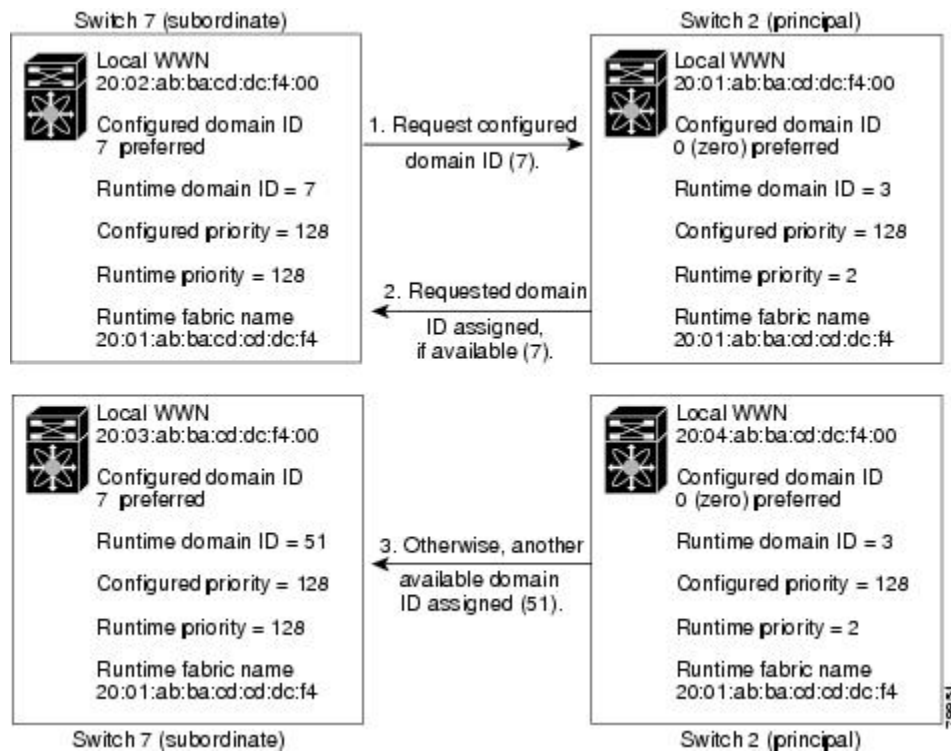 Switch 7 (subordinate)
Switch 2 (principal)
Local WWN
20:02:ab:ba:cd:dc:f4:00
Configured domain ID
7 preferred
Runtime domain ID = 7
Configured priority = 128
Runtime priority = 128
Runtime fabric name
20:01:ab:ba:cd:cd:dc:f4
1. Request configured
domain ID (7).
2. Requested domain
ID assigned,
if available (7).
Local WWN
20:01:ab:ba:cd:dc:f4:00
Configured domain ID
0 (zero) preferred
Runtime domain ID = 3
Configured priority = 128
Runtime priority = 2
Runtime fabric name
20:01:ab:ba:cd:cd:dc:f4
Local WWN
20:03:ab:ba:cd:dc:f4:00
Configured domain ID
7 preferred
Runtime domain ID = 51
Configured priority = 128
Runtime priority = 128
Runtime fabric name
20:01:ab:ba:cd:cd:dc:f4
3. Otherwise, another
available domain
ID assigned (51).
Local WWN
20:04:ab:ba:cd:dc:f4:00
Configured domain ID
0 (zero) preferred
Runtime domain ID = 3
Configured priority = 128
Runtime priority = 2
Runtime fabric name
20:01:ab:ba:cd:cd:dc:f4
Switch 7 (subordinate)
Switch 2 (principal)